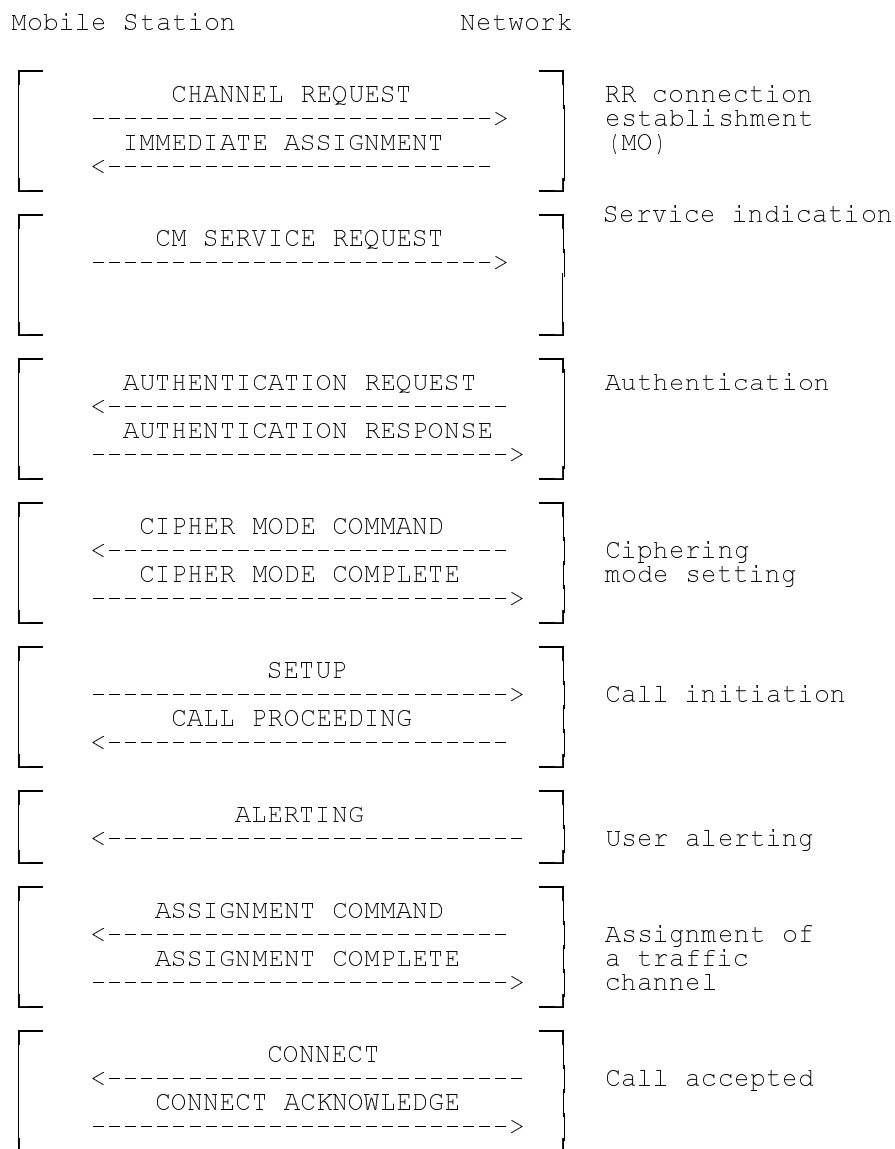 Mobile Station Network
CHANNEL REQUEST RR connection
-------------------------> establishment
IMMEDIATE ASSIGNMENT (MO)
<------------------------
Service indication
CM SERVICE REQUEST
------------------------->
AUTHENTICATION REQUEST Authentication
<-------------------------
AUTHENTICATION RESPONSE
-------------------------->
CIPHER MODE COMMAND
<------------------------- Ciphering
CIPHER MODE COMPLETE mode setting
-------------------------->
SETUP
--------------------------> Call initiation
CALL PROCEEDING
<-------------------------
ALERTING
<-------------------------- User alerting
ASSIGNMENT COMMAND
<------------------------- Assignment of
ASSIGNMENT COMPLETE a traffic
--------------------------> channel
CONNECT
<-------------------------- Call accepted
CONNECT ACKNOWLEDGE
-------------------------->